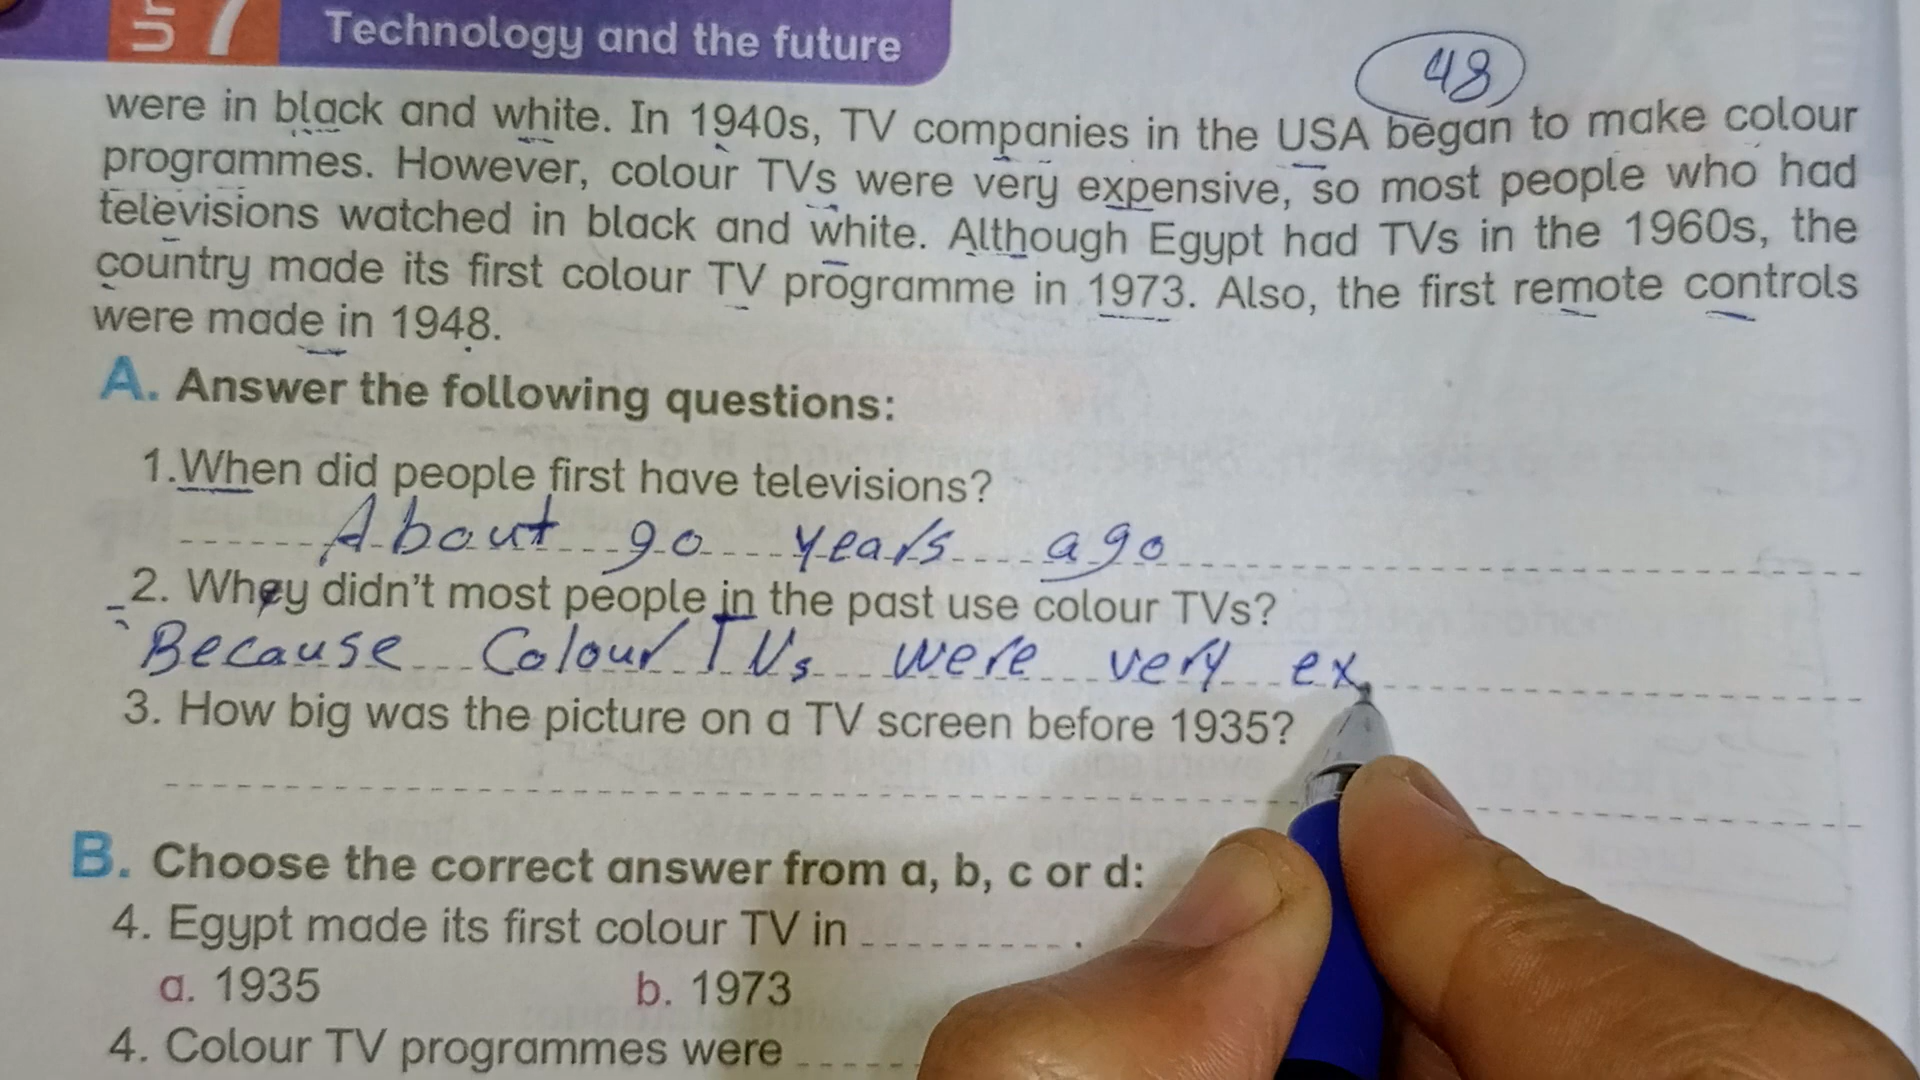 7 Technology and the future
48
were in black and white. In 1940s, TV companies in the USA began to make colour
programmes. However, colour TVs were very expensive, so most people who had
televisions watched in black and white. Although Egypt had TVs in the 1960s, the
country made its first colour TV programme in 1973. Also, the first remote controls
were made in 1948.
A. Answer the following questions:
1.When did people first have televisions?
About 90 years ago
2. Whey didn't most people in the past use colour TVs?
Because Colour TVs were very ex
3. How big was the picture on a TV screen before 1935?
B. Choose the correct answer from a, b, c or d:
4. Egypt made its first colour TV in ---------.
a. 1935 b. 1973
4. Colour TV programmes were